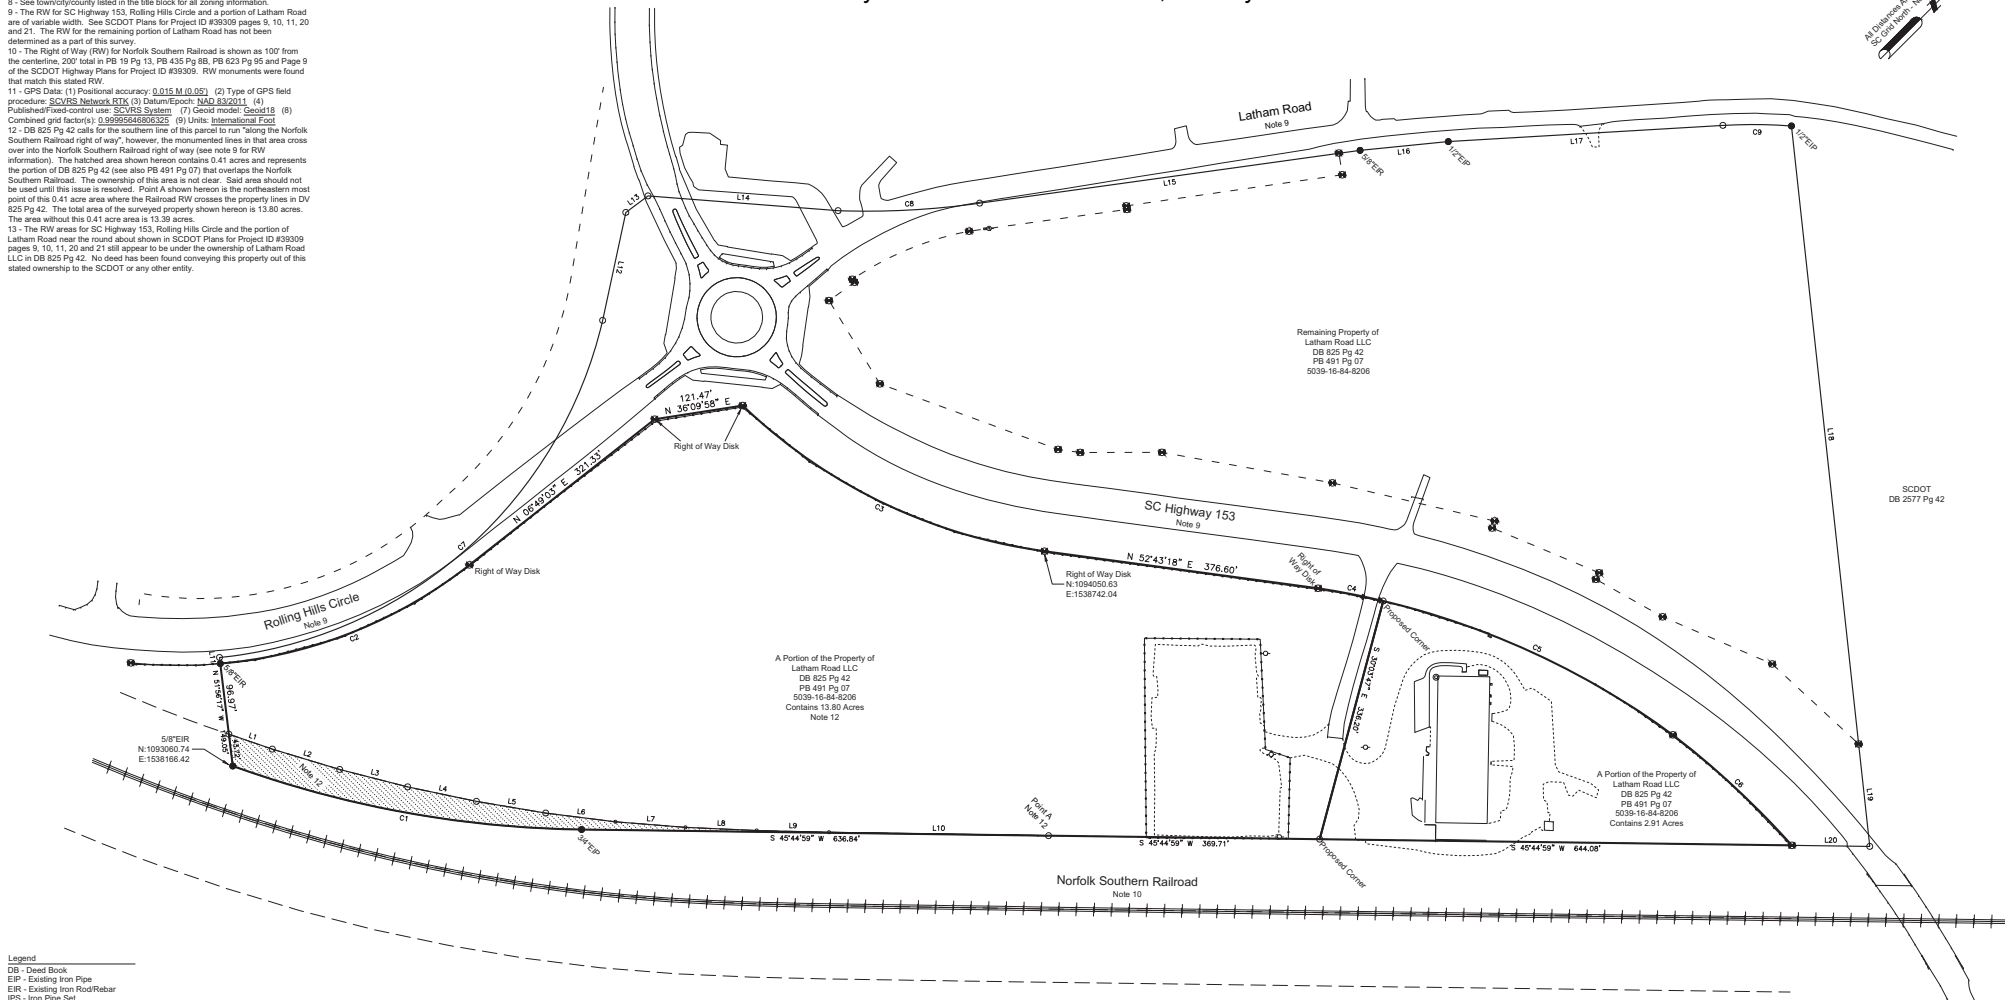 8 - See town/city/county listed in the title block for all zoning information.
9 - The RW for SC Highway 153, Rolling Hills Circle and a portion of Latham Road
are of variable width. See SCDOT Plans for Project ID #39309 pages 9, 10, 11, 20
and 21. The RW for the remaining portion of Latham Road has not been
determined as a part of this survey.
10 - The Right of Way (RW) for Norfolk Southern Railroad is shown as 100' from
the centerline, 200' total in PB 19 Pg 13, PB 435 Pg 8B, PB 623 Pg 95 and Page 9
of the SCDOT Highway Plans for Project ID #39309. RW monuments were found
that match this stated RW.
11 - GPS Data: (1) Positional accuracy: 0.015 M (0.05') (2) Type of GPS field
procedure: SCVRS Network RTK (3) Datum/Epoch: NAD 83/2011 (4)
Published/Fixed-control use: SCVRS System (7) Geoid model: Geoid18 (8)
Combined grid factor(s): 0.99995646806325 (9) Units: International Foot
12 - DB 825 Pg 42 calls for the southern line of this parcel to run "along the Norfolk
Southern Railroad right of way", however, the monumented lines in that area cross
over into the Norfolk Southern Railroad right of way (see note 9 for RW
information). The hatched area shown hereon contains 0.41 acres and represents
the portion of DB 825 Pg 42 (see also PB 491 Pg 07) that overlaps the Norfolk
Southern Railroad. The ownership of this area is not clear. Said area should not
be used until this issue is resolved. Point A shown hereon is the northeastern most
point of this 0.41 acre area where the Railroad RW crosses the property lines in DV
825 Pg 42. The total area of the surveyed property shown hereon is 13.80 acres.
The area without this 0.41 acre area is 13.39 acres.
13 - The RW areas for SC Highway 153, Rolling Hills Circle and the portion of
Latham Road near the round about shown in SCDOT Plans for Project ID #39309
pages 9, 10, 11, 20 and 21 still appear to be under the ownership of Latham Road
LLC in DB 825 Pg 42. No deed has been found conveying this property out of this
stated ownership to the SCDOT or any other entity.
All Distances
SC Grid North -
Latham Road
Note 9
L13
L14
C8
L15
5/8"EIR
L16
1/2"EIP
L17
C9
1/2"EIP
L12
L18
Remaining Property of
Latham Road LLC
DB 825 Pg 42
PB 491 Pg 07
5039-16-84-8206
SCDOT
DB 2577 Pg 42
121.47'
N 36°09'58" E
Right of Way Disk
N 06°49'03" E 321.33'
C7
Right of Way Disk
C3
SC Highway 153
Note 9
N 52°43'18" E 376.60'
Right of Way Disk
N:1094050.63
E:1538742.04
Right of
Way Disk
C4
Proposed Corner
C5
S 30°03'47" E 336.20'
Rolling Hills Circle
Note 9
C2
L11
5/8"EIR
N 51°56'17" W
96.97'
149.05'
A Portion of the Property of
Latham Road LLC
DB 825 Pg 42
PB 491 Pg 07
5039-16-84-8206
Contains 13.80 Acres
Note 12
5/8"EIR
N:1093060.74
E:1538166.42
L1
L2
L3
L4
L5
L6
L7
L8
L9
L10
Note 12
C1
3/4"EIP
S 45°44'59" W 636.84'
Point A
Note 12
S 45°44'59" W 369.71'
Proposed Corner
S 45°44'59" W 644.08'
A Portion of the Property of
Latham Road LLC
DB 825 Pg 42
PB 491 Pg 07
5039-16-84-8206
Contains 2.91 Acres
C6
L19
L20
Norfolk Southern Railroad
Note 10
Legend
DB - Deed Book
EIP - Existing Iron Pipe
EIR - Existing Iron Rod/Rebar
IPS - Iron Pipe Set